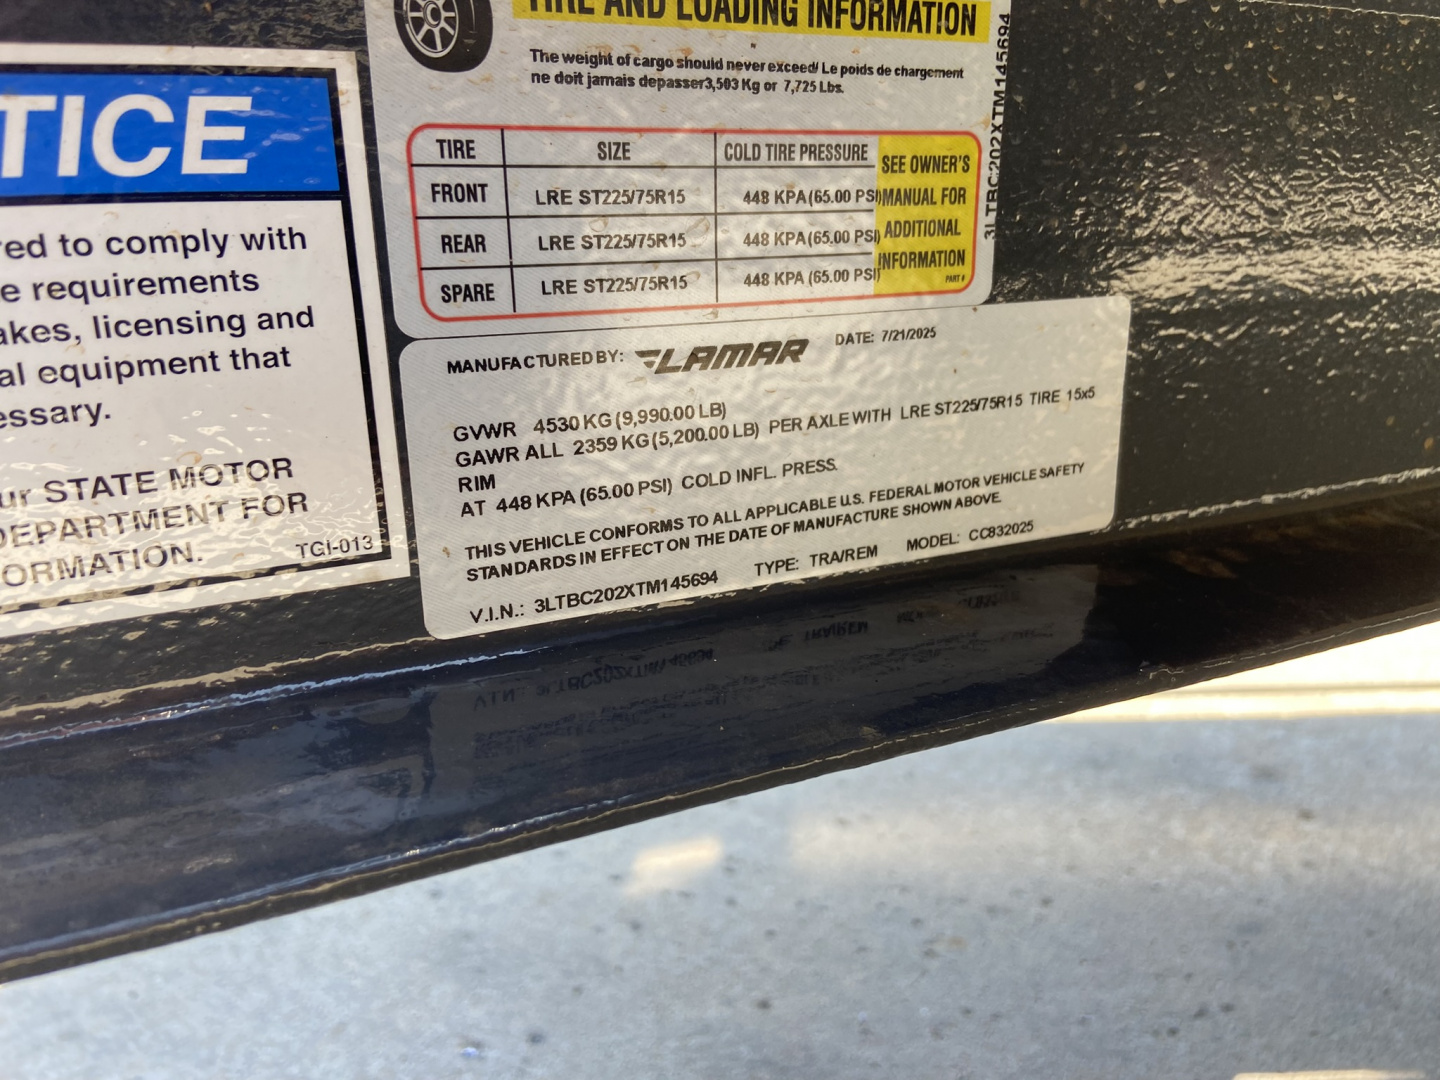 TICE
red to comply with
e requirements
akes, licensing and
al equipment that
essary.
ur STATE MOTOR
DEPARTMENT FOR
ORMATION.
TGI-013
TIRE AND LOADING INFORMATION
The weight of cargo should never exceed/ Le poids de chargement
ne doit jamais depasser3,503 Kg or 7,725 Lbs.
TIRE SIZE COLD TIRE PRESSURE
FRONT LRE ST225/75R15 448 KPA(65.00 PSI)
REAR LRE ST225/75R15 448 KPA(65.00 PSI)
SPARE LRE ST225/75R15 448 KPA (65.00 PSI)
SEE OWNER'S
MANUAL FOR
ADDITIONAL
INFORMATION
PART #
3LTBC202XTM145694
MANUFACTURED BY: LAMAR DATE: 7/21/2025
GVWR 4530 KG (9,990.00 LB)
GAWR ALL 2359 KG (5,200.00 LB) PER AXLE WITH LRE ST225/75R15 TIRE 15x5
RIM
AT 448 KPA (65.00 PSI) COLD INFL. PRESS.
THIS VEHICLE CONFORMS TO ALL APPLICABLE U.S. FEDERAL MOTOR VEHICLE SAFETY
STANDARDS IN EFFECT ON THE DATE OF MANUFACTURE SHOWN ABOVE.
V.I.N.: 3LTBC202XTM145694 TYPE: TRA/REM MODEL: CC832025